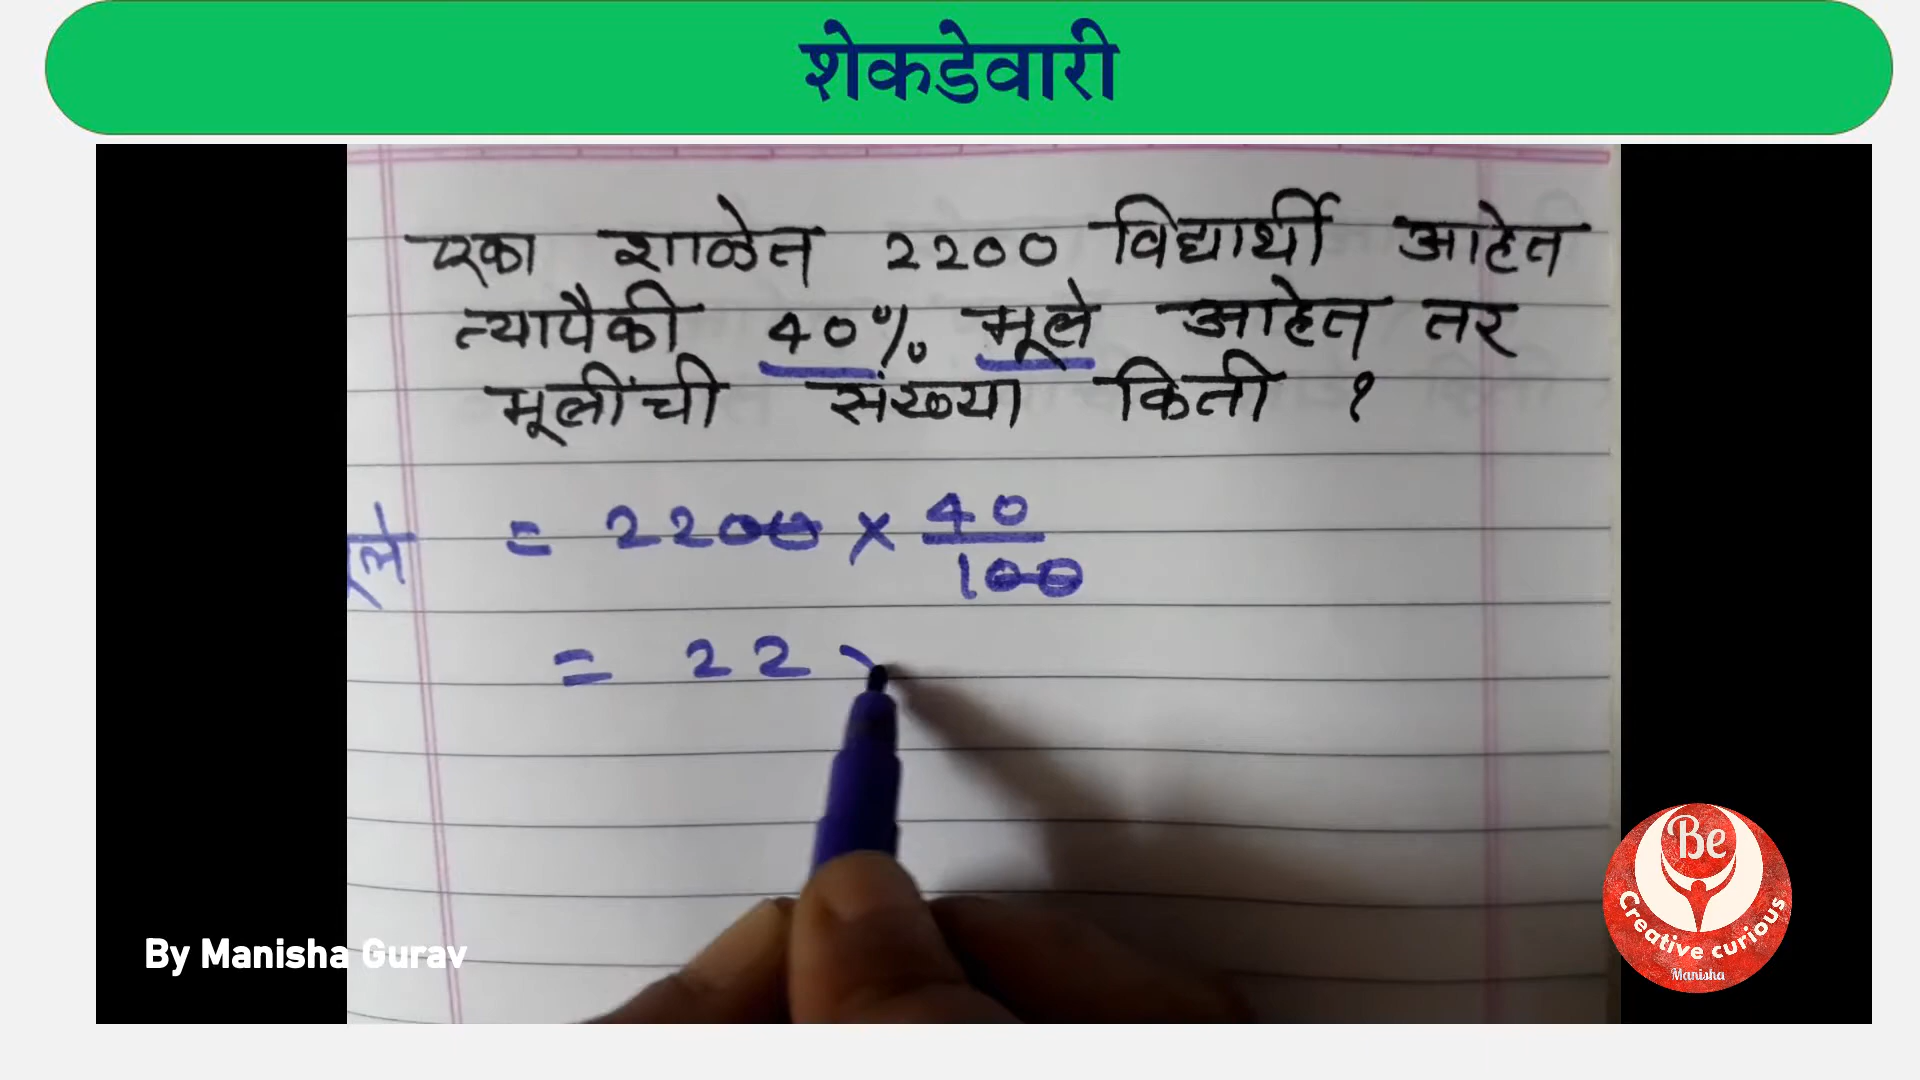 शेकडेवारी
एका शाळेत 2200 विद्यार्थी आहेत
त्यापैकी 40% मूले आहेत तर
मूलींची संख्या किती ?
= 2200 × 40
100
= 22
By Manisha Gurav
Be
Creative curious
Manisha